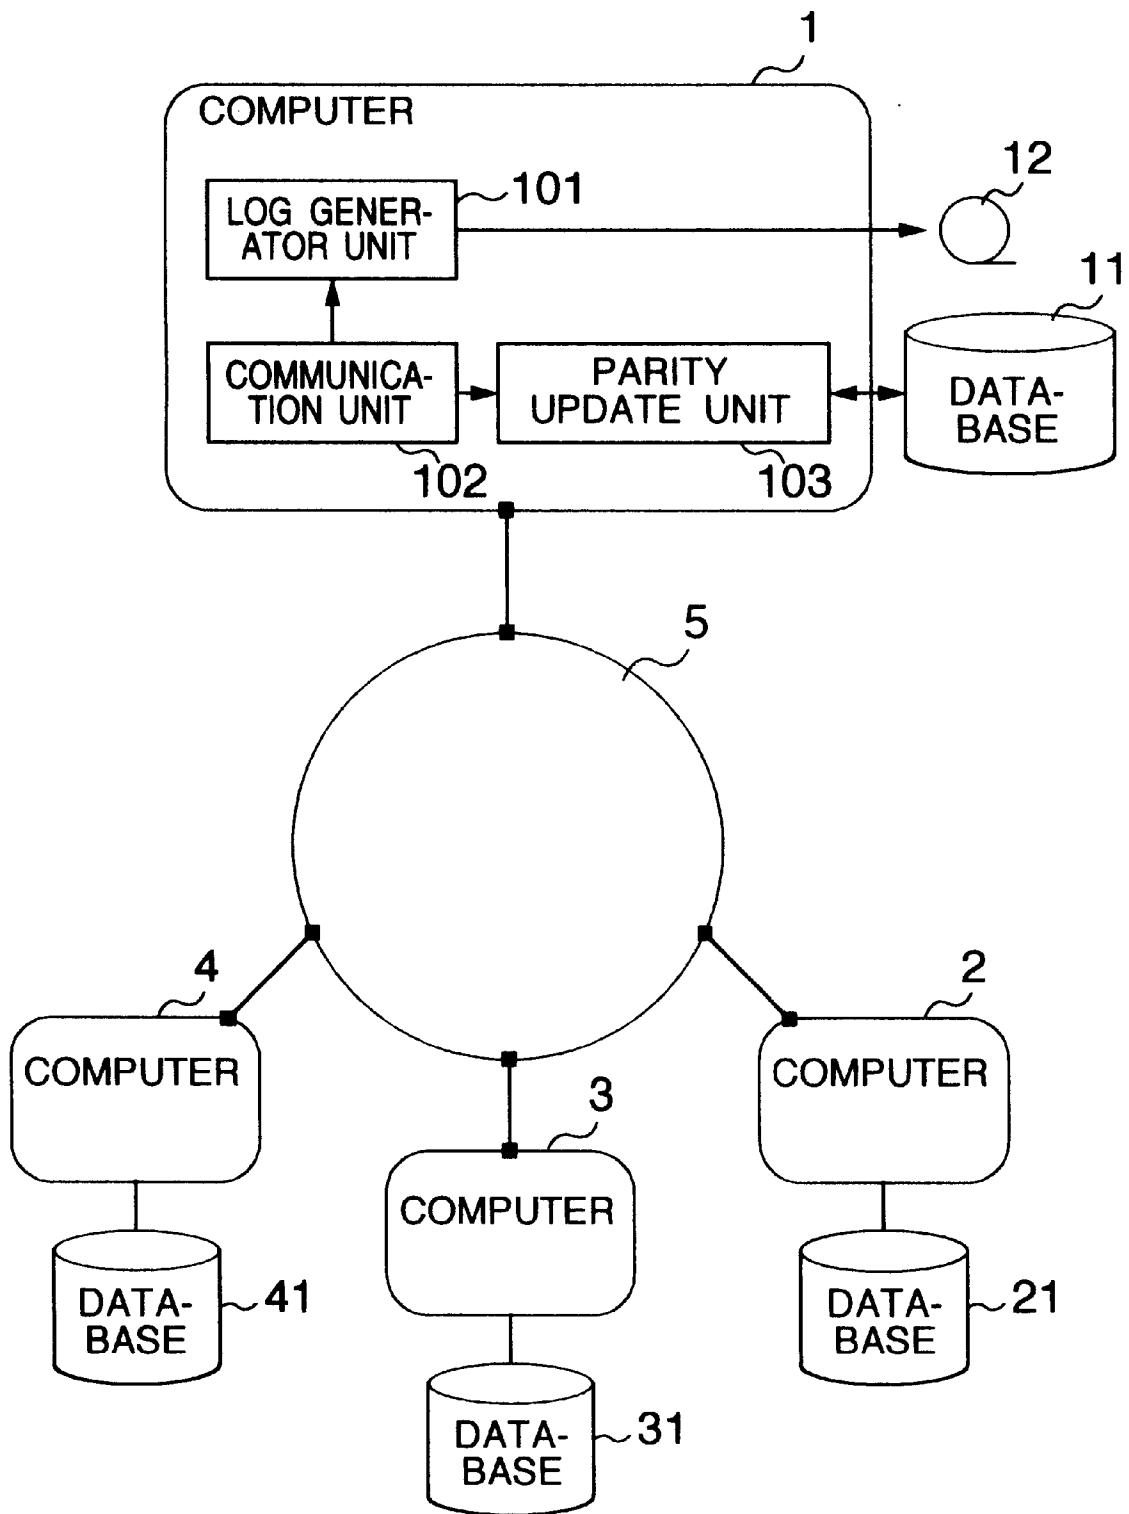 1
COMPUTER
12
101
LOG GENER-
ATOR UNIT
11
COMMUNICA-
TION UNIT
PARITY
UPDATE UNIT
DATA-
BASE
102
103
5
4
2
COMPUTER
COMPUTER
3
COMPUTER
41
DATA-
BASE
21
DATA-
BASE
31
DATA-
BASE